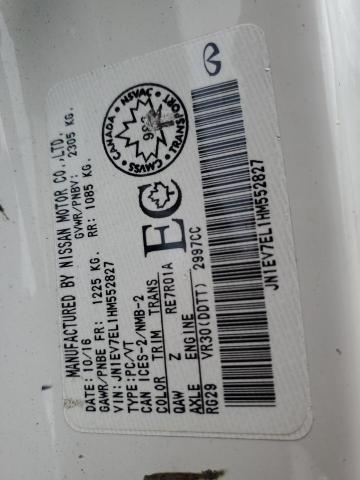 MANUFACTURED BY NISSAN MOTOR CO.,LTD.
DATE: 10/16 GVWR/PNBV: 2305 KG.
GAWR/PNBE FR: 1225 KG. RR: 1085 KG.
VIN: JN1EV7EL1HM552827
TYPE: PC/VT
CAN ICES-2/NMB-2
COLOR TRIM TRANS
QAW Z RE7R01A
AXLE ENGINE
RG29 VR30(DDTT) 2997CC
EC
NSVAC TRANSPORT CMVSS CANADA
JN1EV7EL1HM552827